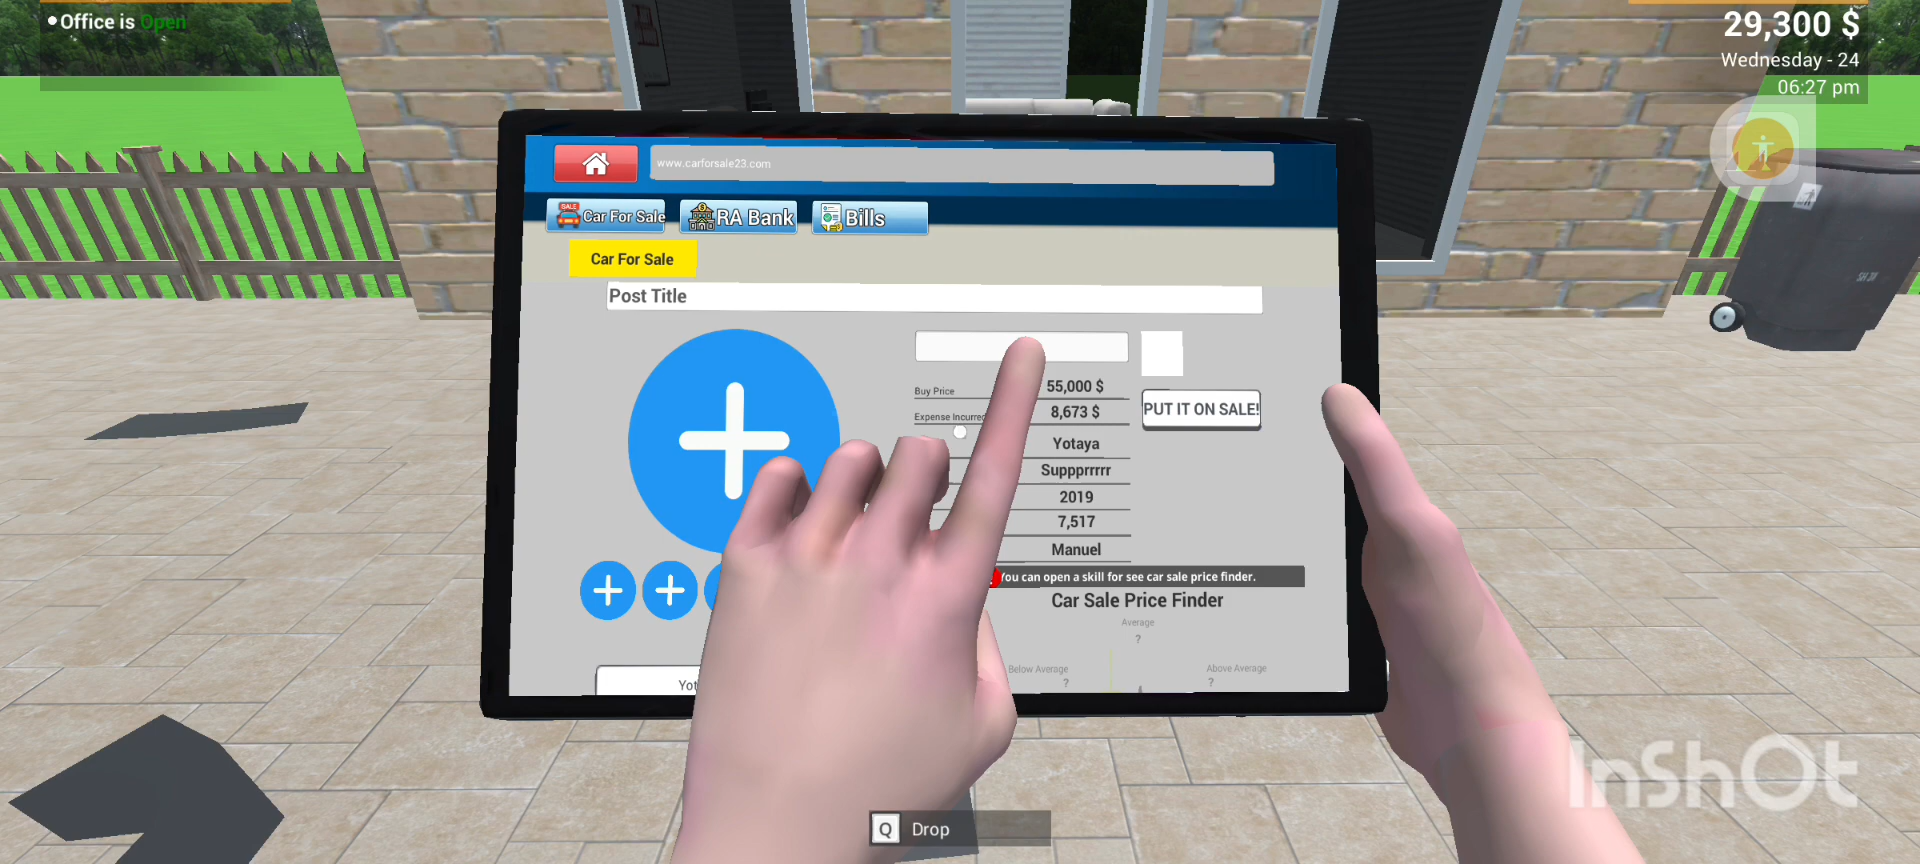 Office is Open
29,300 $
Wednesday - 24
06:27 pm
www.carforsale23.com
SALE
Car For Sale
RA Bank
Bills
Car For Sale
Post Title
Buy Price
55,000 $
Expense Incurred
8,673 $
PUT IT ON SALE!
Yotaya
Suppprrrrr
2019
7,517
Manuel
You can open a skill for see car sale price finder.
Car Sale Price Finder
Average
?
Below Average
?
Above Average
?
Q Drop
InShOt